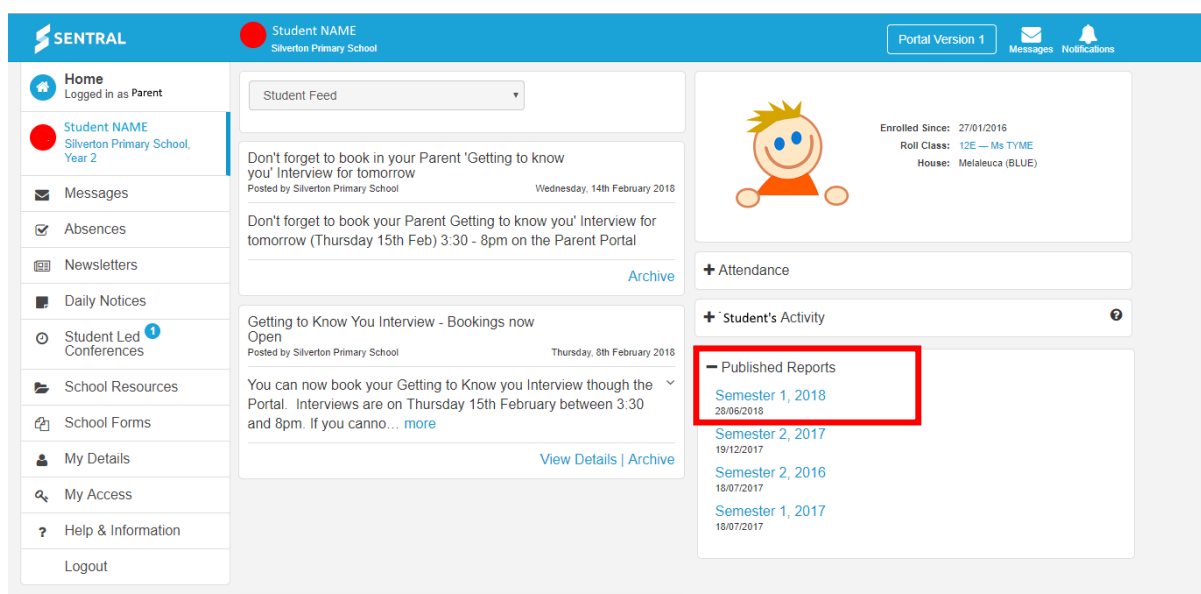 SENTRAL
Student NAME
Silverton Primary School
Portal Version 1
Messages
Notifications
Home
Logged in as Parent
Student NAME
Silverton Primary School,
Year 2
Messages
Absences
Newsletters
Daily Notices
Student Led 1
Conferences
School Resources
School Forms
My Details
My Access
? Help & Information
Logout
Student Feed
Don't forget to book in your Parent 'Getting to know
you' Interview for tomorrow
Posted by Silverton Primary School Wednesday, 14th February 2018
Don't forget to book your Parent Getting to know you' Interview for
tomorrow (Thursday 15th Feb) 3:30 - 8pm on the Parent Portal
Archive
Getting to Know You Interview - Bookings now
Open
Posted by Silverton Primary School Thursday, 8th February 2018
You can now book your Getting to Know you Interview though the
Portal. Interviews are on Thursday 15th February between 3:30
and 8pm. If you canno... more
View Details | Archive
Enrolled Since: 27/01/2016
Roll Class: 12E — Ms TYME
House: Melaleuca (BLUE)
+ Attendance
+ Student's Activity ?
− Published Reports
Semester 1, 2018
28/06/2018
Semester 2, 2017
19/12/2017
Semester 2, 2016
18/07/2017
Semester 1, 2017
18/07/2017